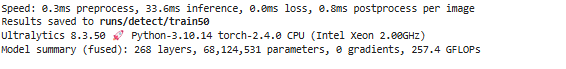 Speed: 0.3ms preprocess, 33.6ms inference, 0.0ms loss, 0.8ms postprocess per image
Results saved to runs/detect/train50
Ultralytics 8.3.50 🚀 Python-3.10.14 torch-2.4.0 CPU (Intel Xeon 2.00GHz)
Model summary (fused): 268 layers, 68,124,531 parameters, 0 gradients, 257.4 GFLOPs